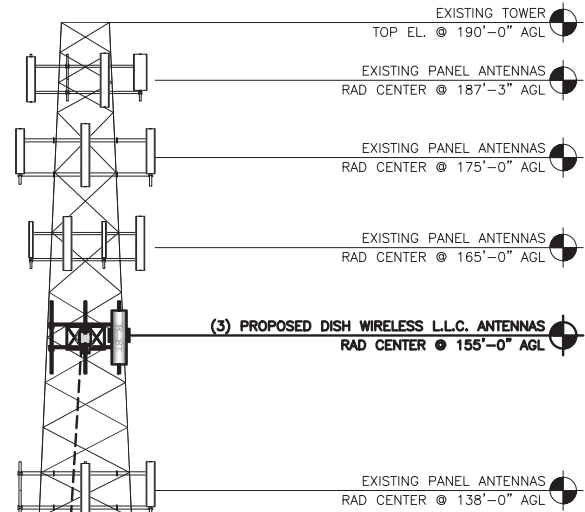 EXISTING TOWER
TOP EL. @ 190'-0" AGL
EXISTING PANEL ANTENNAS
RAD CENTER @ 187'-3" AGL
EXISTING PANEL ANTENNAS
RAD CENTER @ 175'-0" AGL
EXISTING PANEL ANTENNAS
RAD CENTER @ 165'-0" AGL
(3) PROPOSED DISH WIRELESS L.L.C. ANTENNAS
RAD CENTER @ 155'-0" AGL
EXISTING PANEL ANTENNAS
RAD CENTER @ 138'-0" AGL